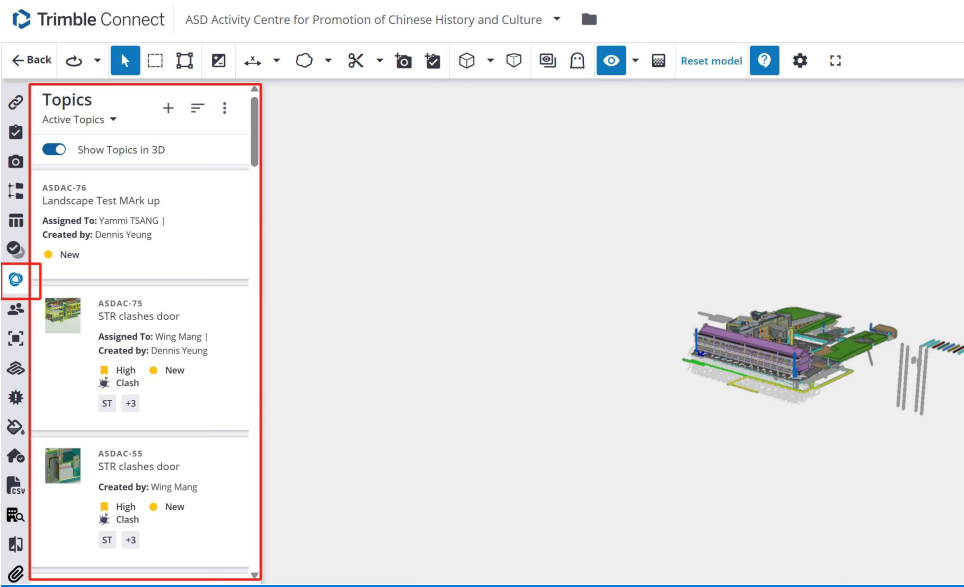 Trimble Connect
ASD Activity Centre for Promotion of Chinese History and Culture
Back
Reset model
Topics
Active Topics
Show Topics in 3D
ASDAC-76
Landscape Test MArk up
Assigned To: Yammi TSANG |
Created by: Dennis Yeung
New
ASDAC-75
STR clashes door
Assigned To: Wing Mang |
Created by: Dennis Yeung
High New
Clash
ST +3
ASDAC-55
STR clashes door
Created by: Wing Mang
High New
Clash
ST +3
CSV